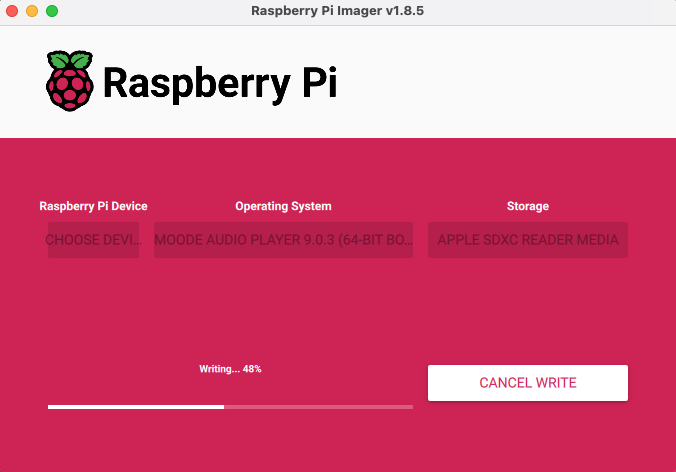 Raspberry Pi Imager v1.8.5
Raspberry Pi
Raspberry Pi Device
Operating System
Storage
CHOOSE DEVI...
MOODE AUDIO PLAYER 9.0.3 (64-BIT BO...
APPLE SDXC READER MEDIA
Writing... 48%
CANCEL WRITE